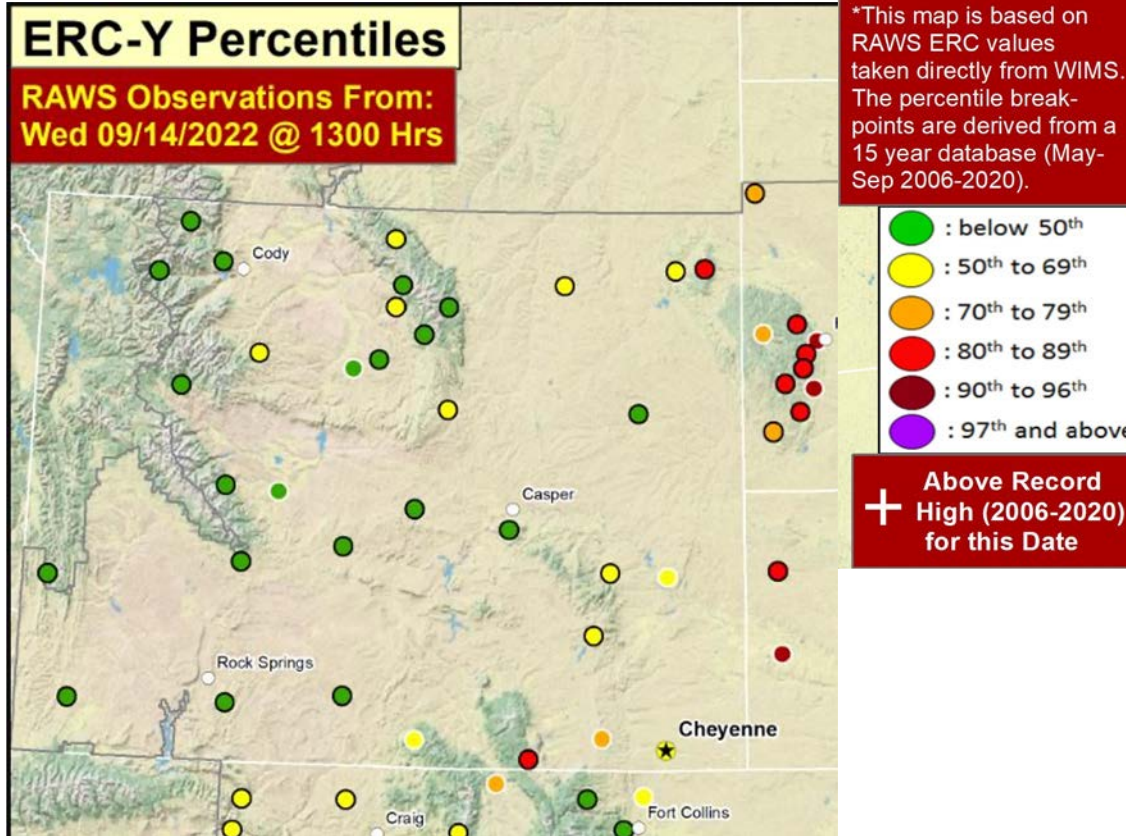 ERC-Y Percentiles
RAWS Observations From:
Wed 09/14/2022 @ 1300 Hrs
*This map is based on
RAWS ERC values
taken directly from WIMS.
The percentile break-
points are derived from a
15 year database (May-
Sep 2006-2020).
: below 50th
: 50th to 69th
: 70th to 79th
: 80th to 89th
: 90th to 96th
: 97th and above
+ Above Record
High (2006-2020)
for this Date
Cody
Casper
Rock Springs
Cheyenne
Craig
Fort Collins